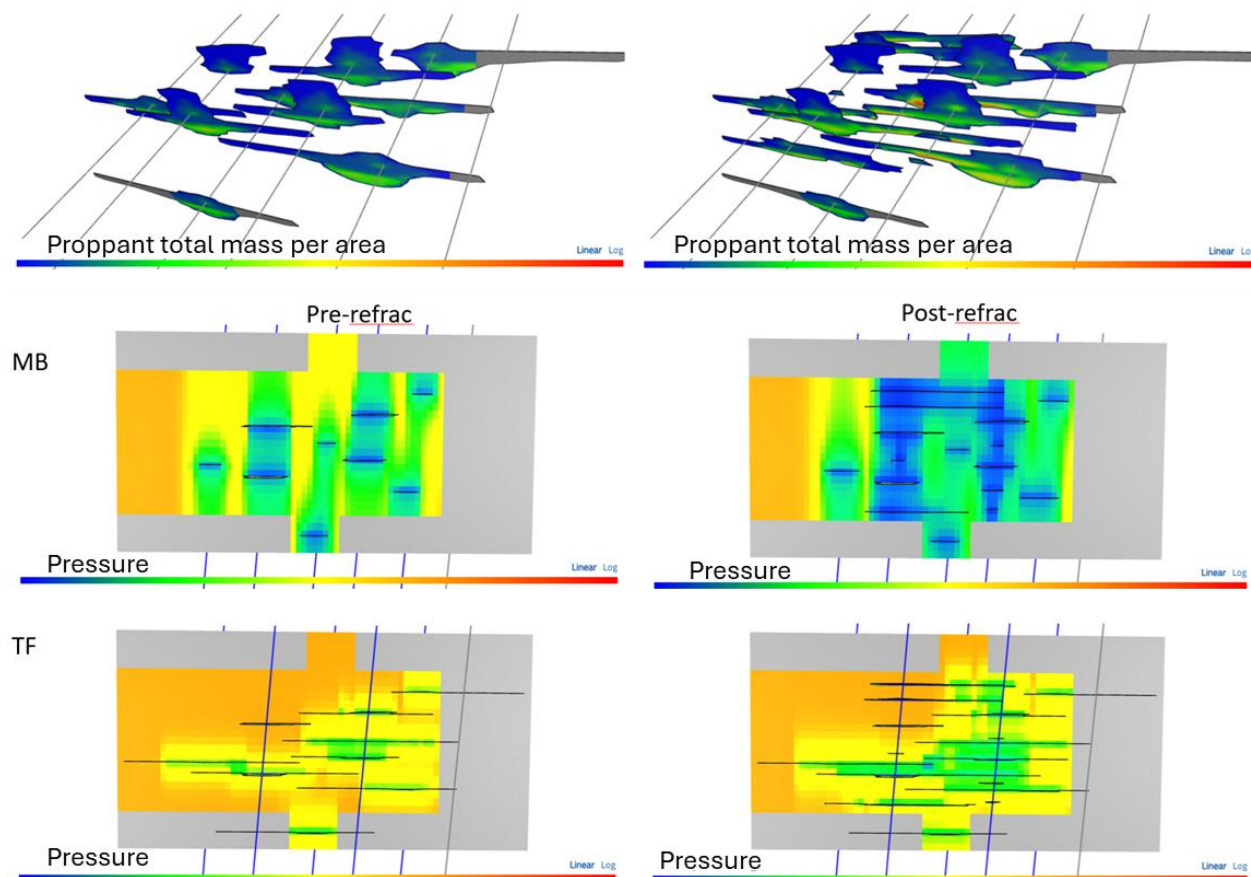 Proppant total mass per area
Linear Log
Proppant total mass per area
Linear Log
Pre-refrac
Post-refrac
MB
Pressure
Linear Log
Pressure
Linear Log
TF
Pressure
Linear Log
Pressure
Linear Log